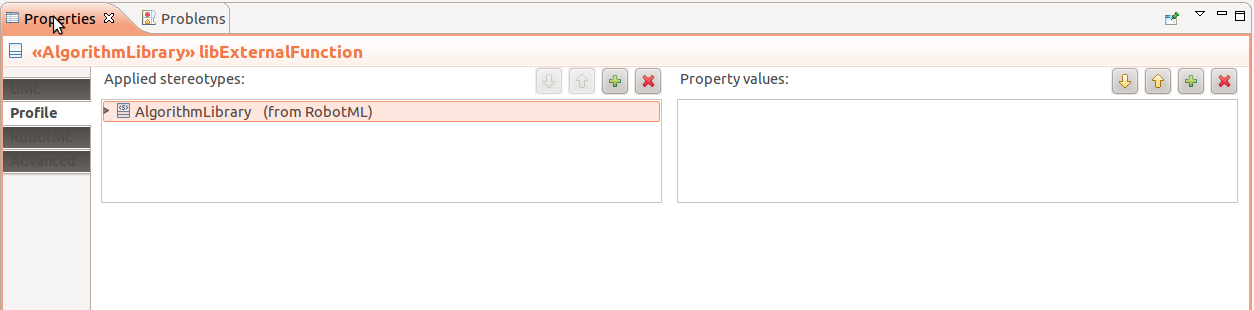 Properties
Problems
«AlgorithmLibrary» libExternalFunction
UML
Profile
RobotML
Advanced
Applied stereotypes:
AlgorithmLibrary (from RobotML)
Property values: